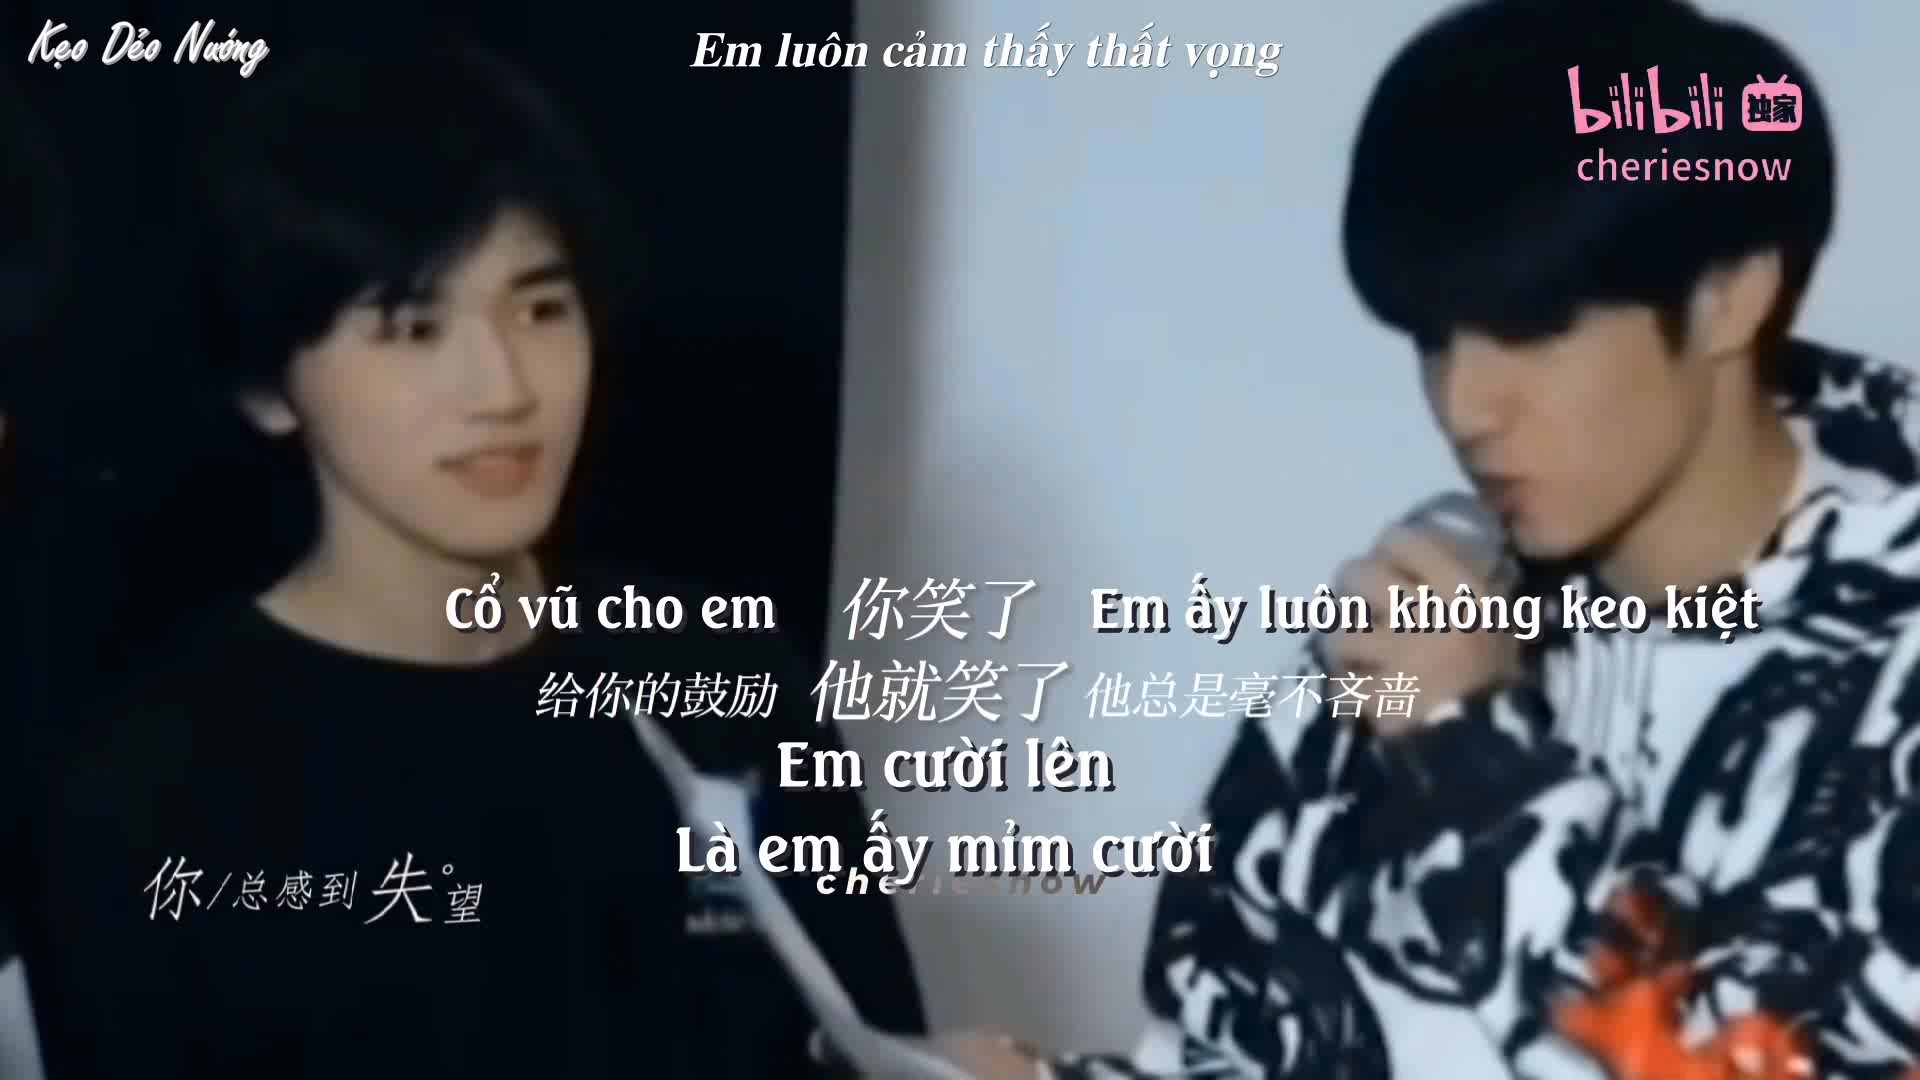 Kẹo Dẻo Nướng
Em luôn cảm thấy thất vọng
bilibili 独家
cheriesnow
Cổ vũ cho em 你笑了 Em ấy luôn không keo kiệt
给你的鼓励 他就笑了 他总是毫不吝啬
Em cười lên
Là em ấy mỉm cười
cheriesnow
你/总感到失望